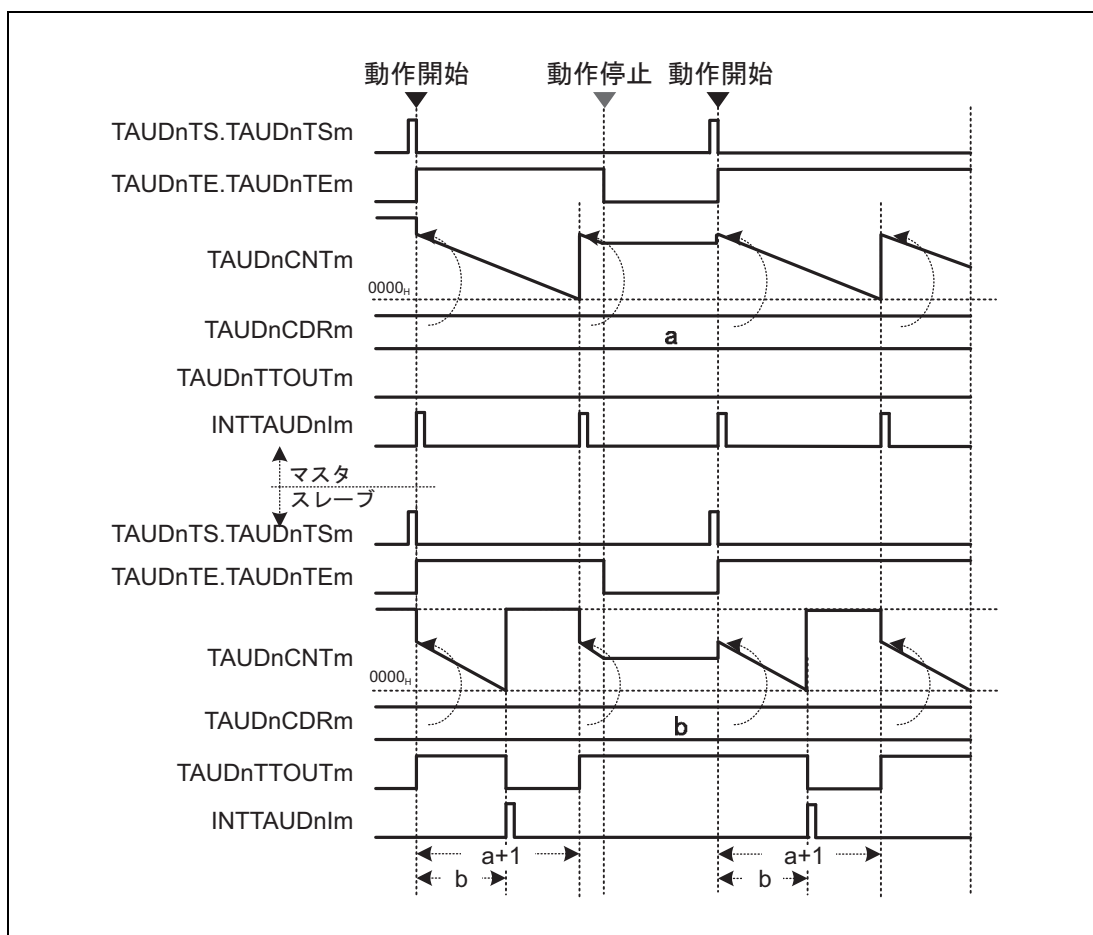 動作開始 動作停止 動作開始
TAUDnTS.TAUDnTSm
TAUDnTE.TAUDnTEm
TAUDnCNTm
0000H
TAUDnCDRm
a
TAUDnTTOUTm
INTTAUDnIm
マスタ
スレーブ
TAUDnTS.TAUDnTSm
TAUDnTE.TAUDnTEm
TAUDnCNTm
0000H
TAUDnCDRm
b
TAUDnTTOUTm
INTTAUDnIm
a+1 a+1
b b